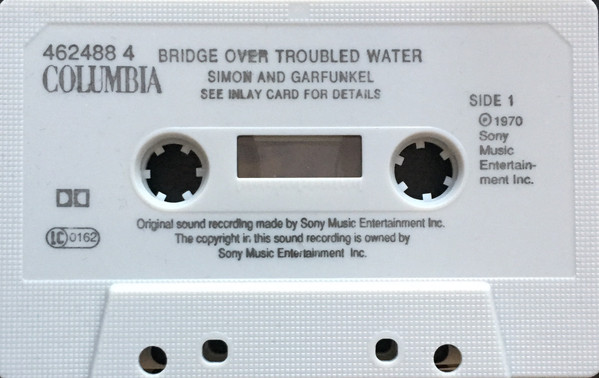 462488 4
COLUMBIA
BRIDGE OVER TROUBLED WATER
SIMON AND GARFUNKEL
SEE INLAY CARD FOR DETAILS
SIDE 1
℗ 1970
Sony
Music
Entertain-
ment Inc.
LC 0162
Original sound recording made by Sony Music Entertainment Inc.
The copyright in this sound recording is owned by
Sony Music Entertainment Inc.